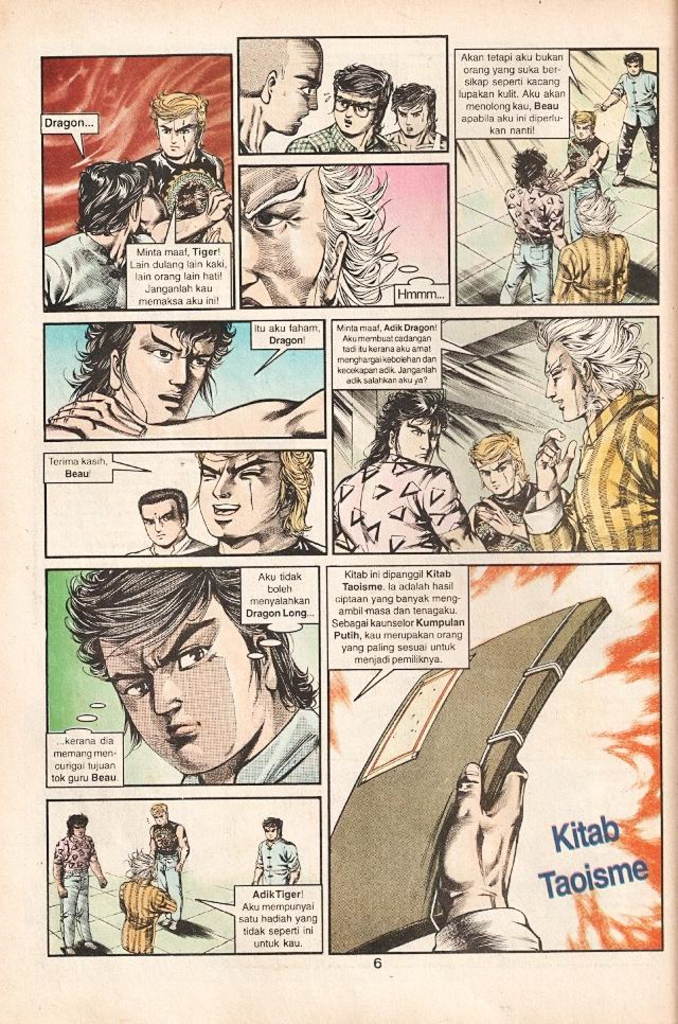 Dragon...
Minta maaf, Tiger!
Lain dulang lain kaki,
lain orang lain hati!
Janganlah kau
memaksa aku ini!
Hmmm...
Akan tetapi aku bukan
orang yang suka ber-
sikap seperti kacang
lupakan kulit. Aku akan
menolong kau, Beau
apabila aku diperlu-
kan nanti!
Itu aku faham,
Dragon!
Terima kasih,
Beau!
Minta maaf, Adik Dragon!
Aku membuat cadangan
tadi itu kerana aku amat
menghargai kebolehan dan
kecekapan adik. Janganlah
adik salahkan aku ya?
Aku tidak
boleh
menyalahkan
Dragon Long...
...kerana dia
memang men-
curigai tujuan
tok guru Beau.
Adik Tiger!
Aku mempunyai
satu hadiah yang
tidak seperti ini
untuk kau.
Kitab ini dipanggil Kitab
Taoisme. Ia adalah hasil
ciptaan yang banyak meng-
ambil masa dan tenagaku.
Sebagai kaunselor Kumpulan
Putih, kau merupakan orang
yang paling sesuai untuk
menjadi pemiliknya.
Kitab
Taoisme
6